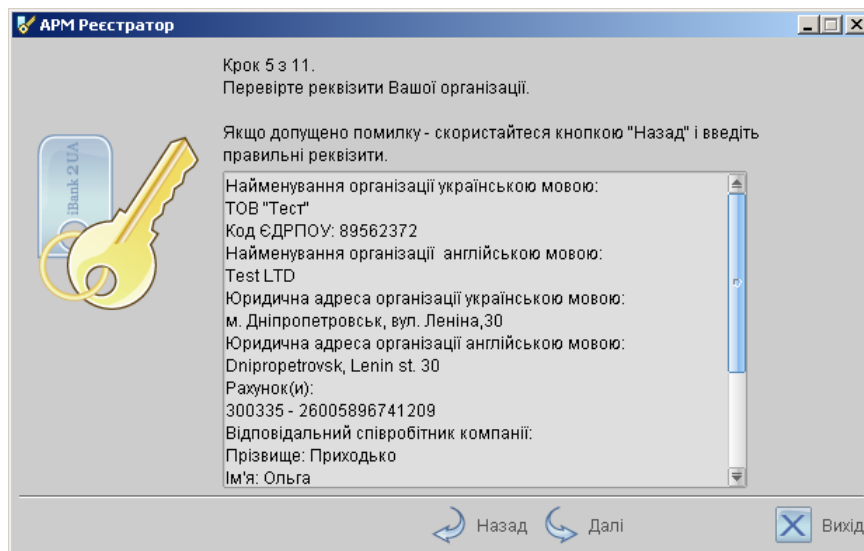 АРМ Реєстратор
Крок 5 з 11.
Перевірте реквізити Вашої організації.
Якщо допущено помилку - скористайтеся кнопкою "Назад" і введіть
правильні реквізити.
iBank 2 UA
Найменування організації українською мовою:
ТОВ "Тест"
Код ЄДРПОУ: 89562372
Найменування організації англійською мовою:
Test LTD
Юридична адреса організації українською мовою:
м. Дніпропетровськ, вул. Леніна,30
Юридична адреса організації англійською мовою:
Dnipropetrovsk, Lenin st. 30
Рахунок(и):
300335 - 26005896741209
Відповідальний співробітник компанії:
Прізвище: Приходько
Ім'я: Ольга
Назад
Далі
Вихід